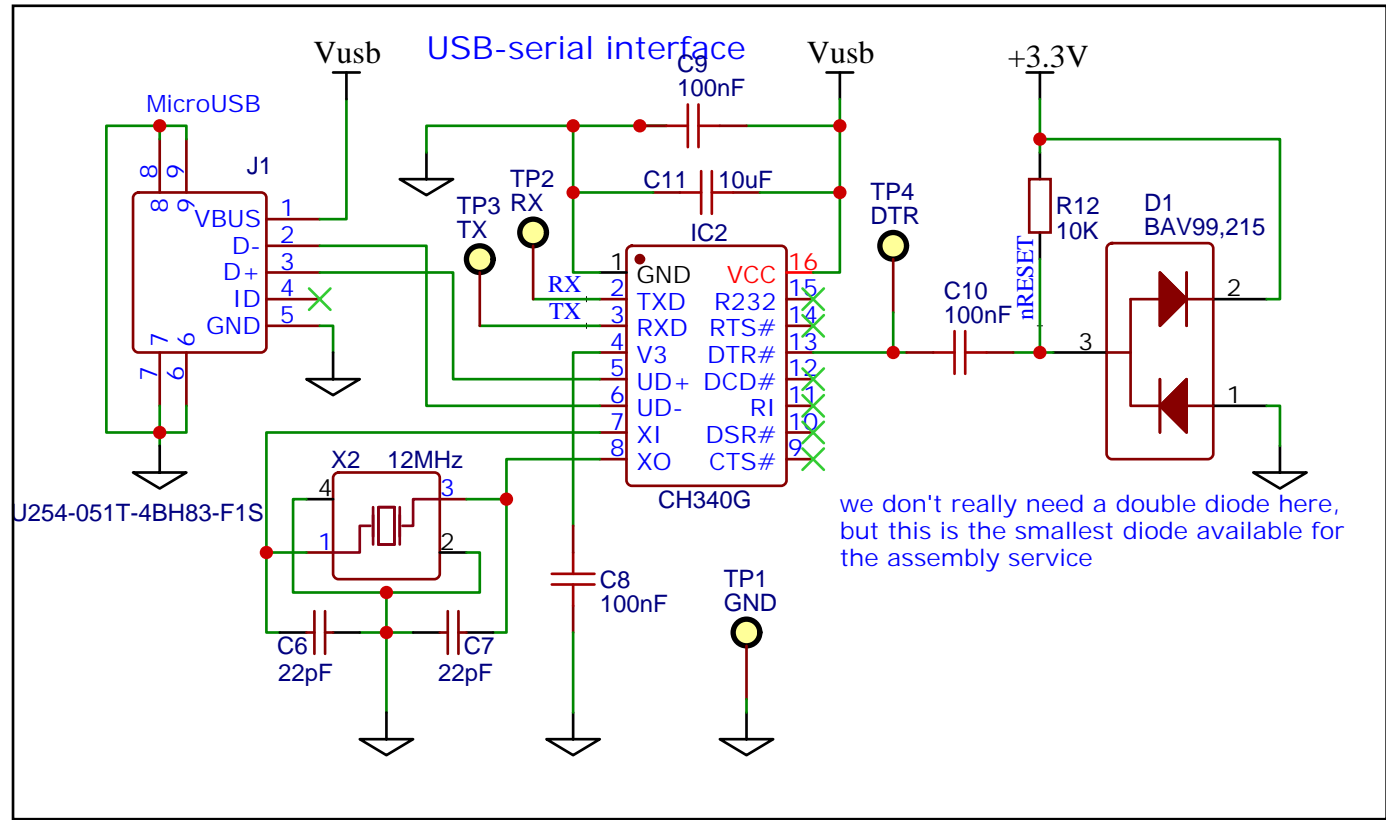 USB-serial interface
Vusb
Vusb
+3.3V
C9
100nF
MicroUSB
J1
8
9
8
9
VBUS
1
D-
2
D+
3
ID
4
GND
5
7
6
7
6
U254-051T-4BH83-F1S
TP3
TX
TP2
RX
C11
10uF
TP4
DTR
IC2
RX
TX
1
GND
2
TXD
3
RXD
4
V3
5
UD+
6
UD-
7
XI
8
XO
VCC
16
R232
15
RTS#
14
DTR#
13
DCD#
12
RI
11
DSR#
10
CTS#
9
CH340G
C10
100nF
nRESET
R12
10K
D1
BAV99,215
2
3
1
X2
12MHz
4
3
1
2
C6
22pF
C7
22pF
C8
100nF
TP1
GND
we don't really need a double diode here,
but this is the smallest diode available for
the assembly service